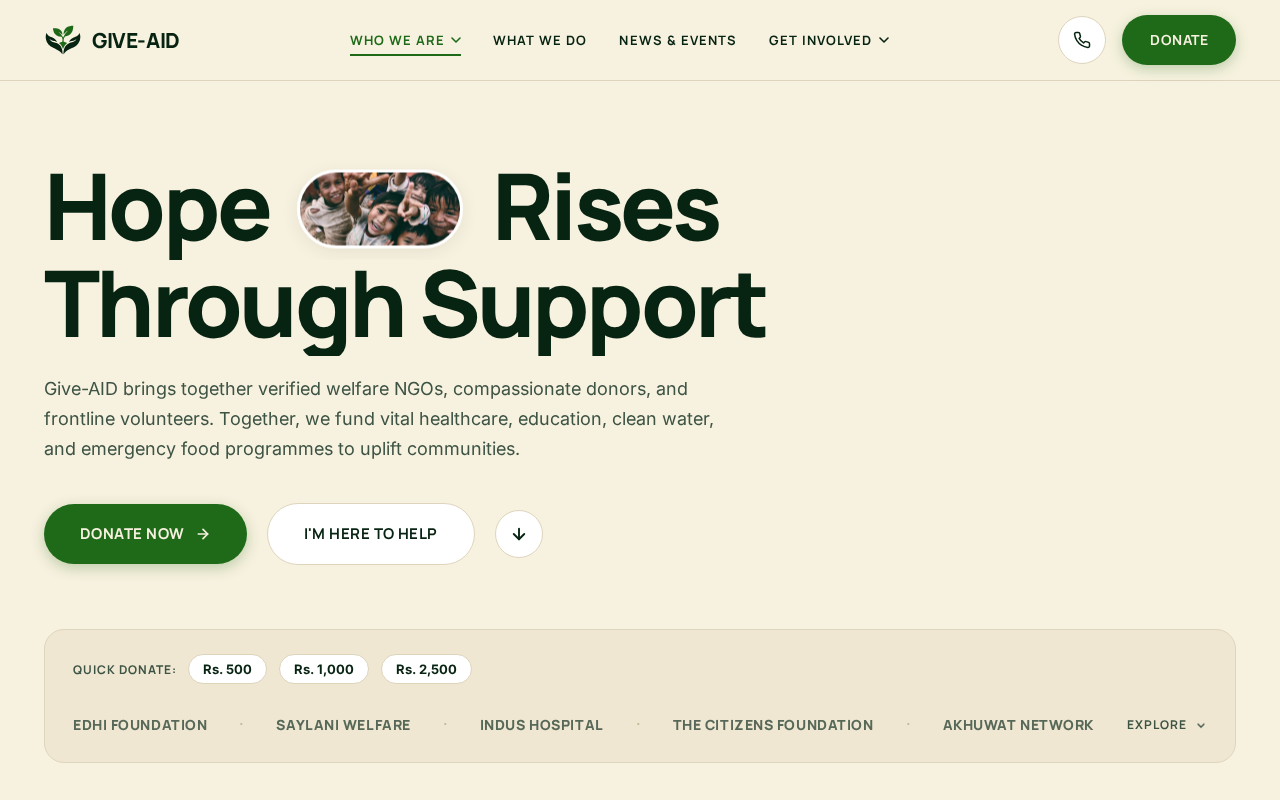 GIVE-AID
WHO WE ARE
WHAT WE DO
NEWS & EVENTS
GET INVOLVED
DONATE
Hope Rises
Through Support
Give-AID brings together verified welfare NGOs, compassionate donors, and
frontline volunteers. Together, we fund vital healthcare, education, clean water,
and emergency food programmes to uplift communities.
DONATE NOW
I'M HERE TO HELP
QUICK DONATE:
Rs. 500
Rs. 1,000
Rs. 2,500
EDHI FOUNDATION · SAYLANI WELFARE · INDUS HOSPITAL · THE CITIZENS FOUNDATION · AKHUWAT NETWORK
EXPLORE